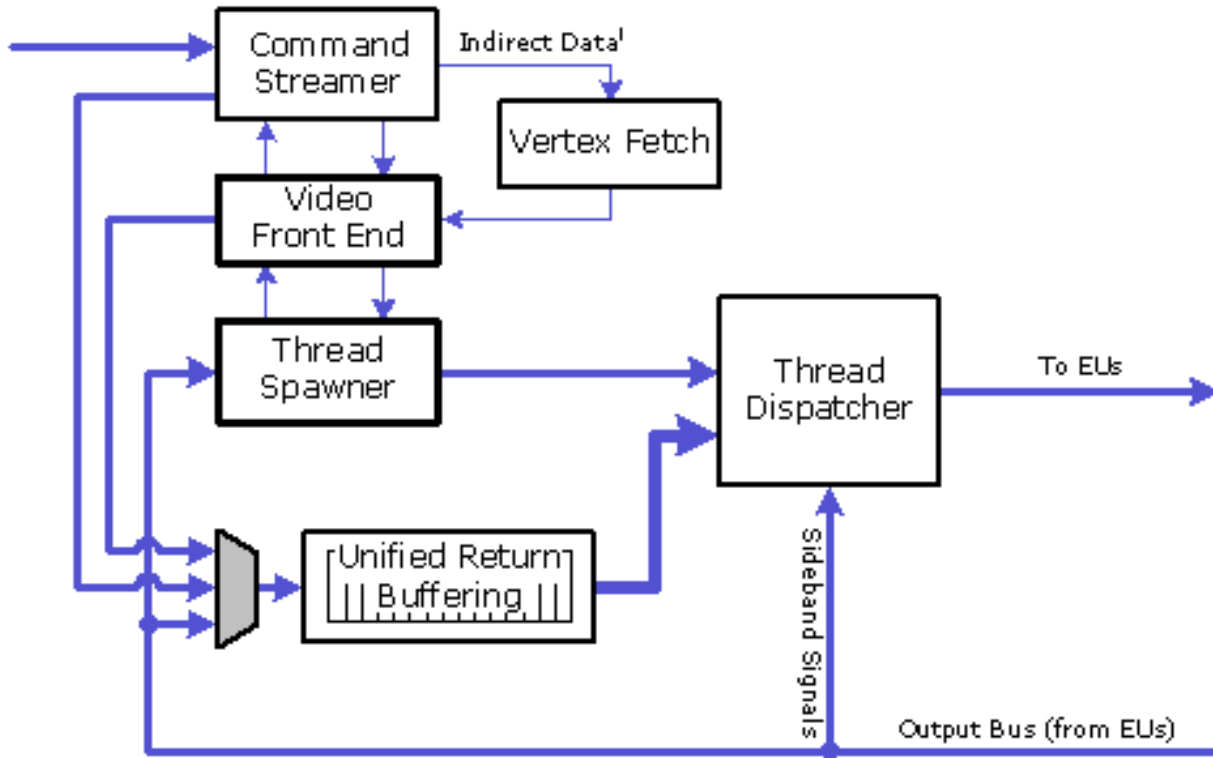 Command
Streamer
Indirect Data¹
Vertex Fetch
Video
Front End
Thread
Spawner
Thread
Dispatcher
To EUs
Unified Return
Buffering
Sideband Signals
Output Bus (from EUs)